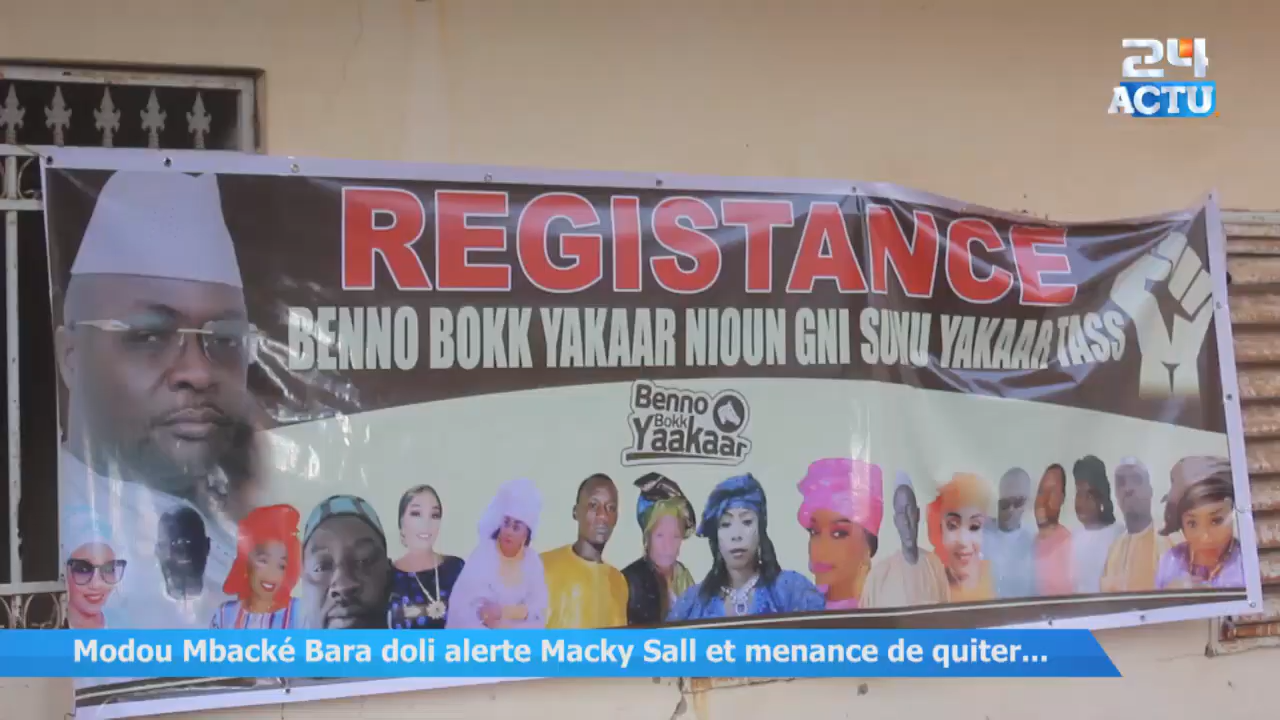 24
ACTU
REGISTANCE
BENNO BOKK YAKAAR NIOUN GNI SUÑU YAKAAR TASS
Benno
Bokk
Yaakaar
Modou Mbacké Bara doli alerte Macky Sall et menance de quiter...